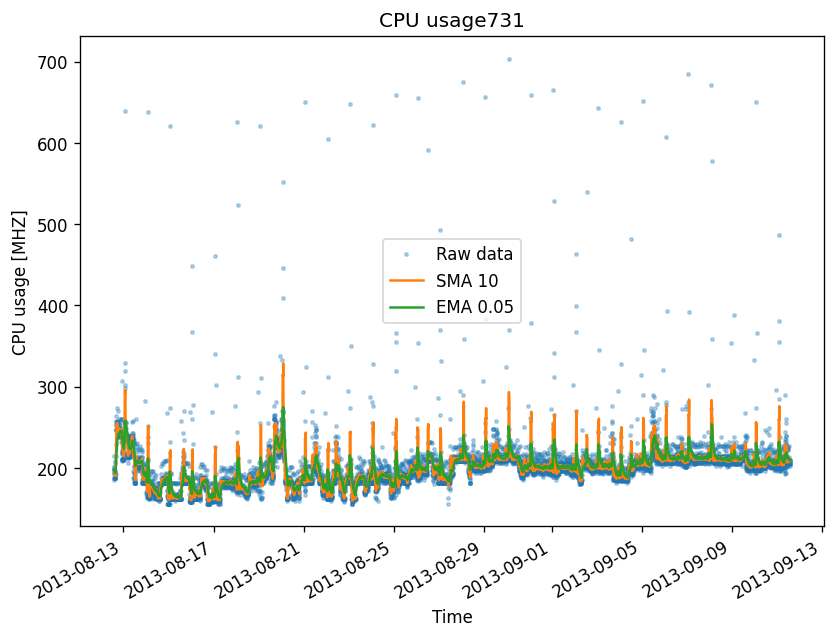 CPU usage731
CPU usage [MHZ]
700
600
500
400
300
200
Raw data
SMA 10
EMA 0.05
2013-08-13
2013-08-17
2013-08-21
2013-08-25
2013-08-29
2013-09-01
2013-09-05
2013-09-09
2013-09-13
Time